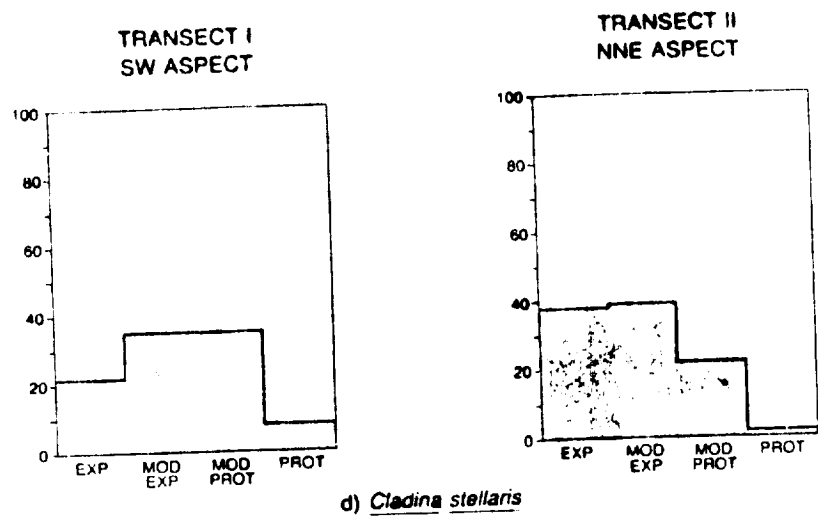 TRANSECT I
SW ASPECT
100
80
60
40
20
0
EXP
MOD
EXP
MOD
PROT
PROT
TRANSECT II
NNE ASPECT
100
80
60
40
20
0
EXP
MOD
EXP
MOD
PROT
PROT
d) Cladina stellaris